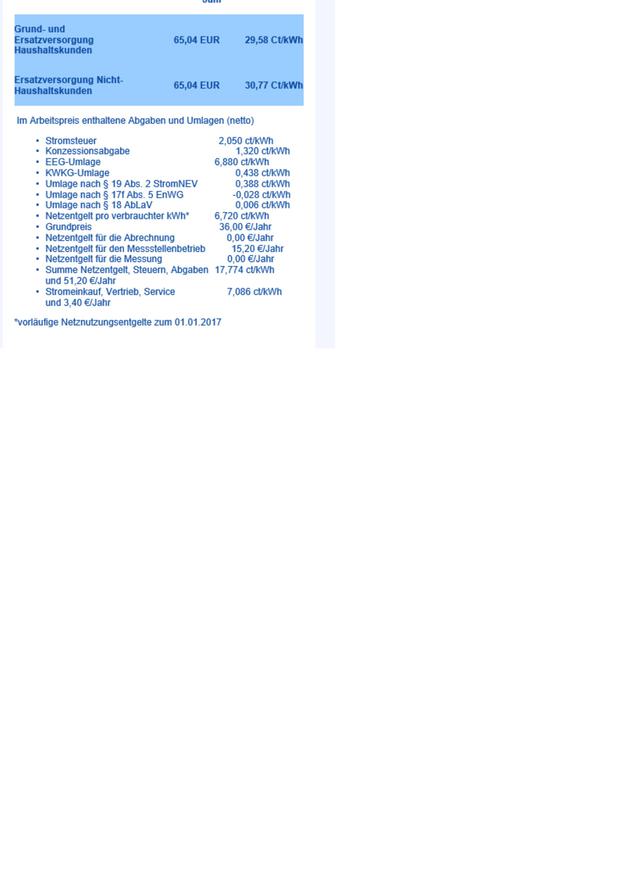 Jahr
Grund- und
Ersatzversorgung
Haushaltskunden
65,04 EUR 29,58 Ct/kWh
Ersatzversorgung Nicht-
Haushaltskunden
65,04 EUR 30,77 Ct/kWh
Im Arbeitspreis enthaltene Abgaben und Umlagen (netto)
• Stromsteuer 2,050 ct/kWh
• Konzessionsabgabe 1,320 ct/kWh
• EEG-Umlage 6,880 ct/kWh
• KWKG-Umlage 0,438 ct/kWh
• Umlage nach § 19 Abs. 2 StromNEV 0,388 ct/kWh
• Umlage nach § 17f Abs. 5 EnWG -0,028 ct/kWh
• Umlage nach § 18 AbLaV 0,006 ct/kWh
• Netzentgelt pro verbrauchter kWh* 6,720 ct/kWh
• Grundpreis 36,00 €/Jahr
• Netzentgelt für die Abrechnung 0,00 €/Jahr
• Netzentgelt für den Messstellenbetrieb 15,20 €/Jahr
• Netzentgelt für die Messung 0,00 €/Jahr
• Summe Netzentgelt, Steuern, Abgaben 17,774 ct/kWh
und 51,20 €/Jahr
• Stromeinkauf, Vertrieb, Service 7,086 ct/kWh
und 3,40 €/Jahr
*vorläufige Netznutzungsentgelte zum 01.01.2017